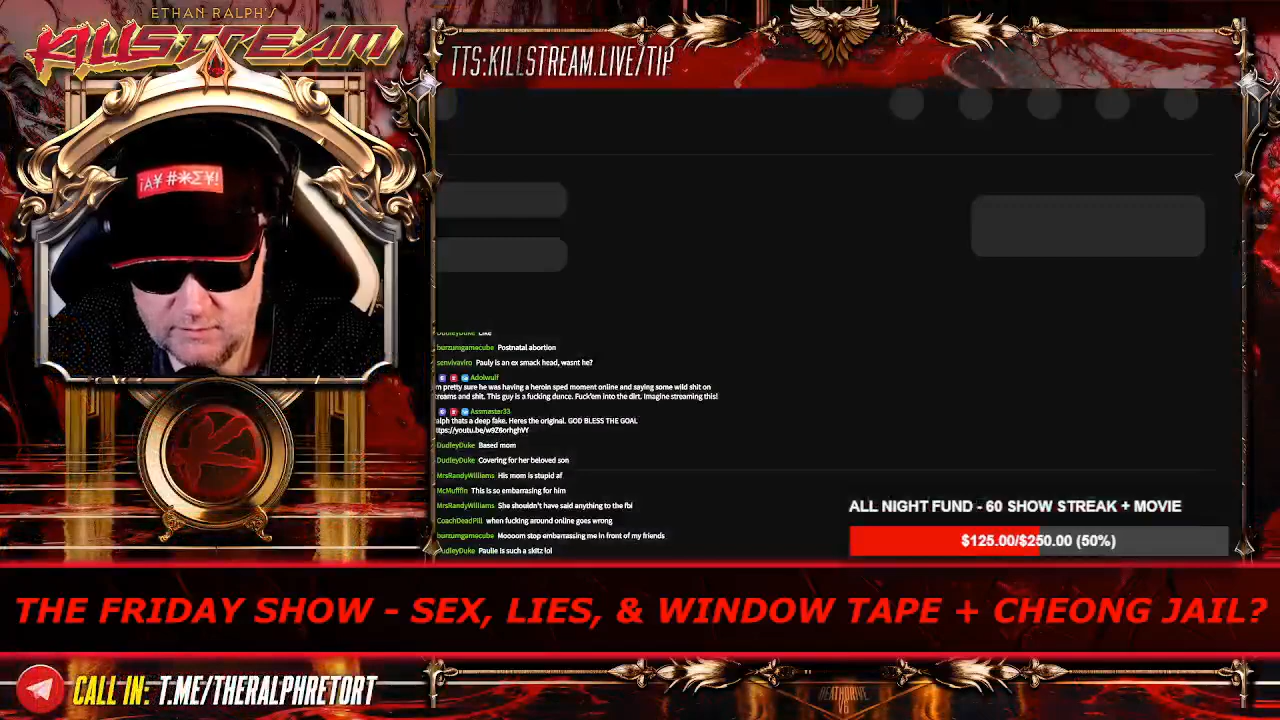 ETHAN RALPH'S
KILLSTREAM
TTS:KILLSTREAM.LIVE/TIP
¡A¥ #*Σ¥!
DudleyDuke Like
burzumsgamecube Postnatal abortion
senvivaviro Pauly is an ex smack head, wasnt he?
Adolwulf
m pretty sure he was having a heroin sped moment online and saying some wild shit on
reams and shit. This guy is a fucking dunce. Fuck'em into the dirt. Imagine streaming this!
Assmaster33
alph thats a deep fake. Heres the original. GOD BLESS THE GOAL
DudleyDuke Based mom
DudleyDuke Covering for her beloved son
MrsRandyWilliams His mom is stupid af
McMuffin This is so embarrasing for him
MrsRandyWilliams She shouldn't have said anything to the fbi
CoachDeadPill when fucking around online goes wrong
burzumsgamecube Moooom stop embarrassing me in front of my friends
DudleyDuke Paulie is such a skitz lol
ALL NIGHT FUND - 60 SHOW STREAK + MOVIE
$125.00/$250.00 (50%)
THE FRIDAY SHOW - SEX, LIES, & WINDOW TAPE + CHEONG JAIL?
CALL IN: T.ME/THERALPHRETORT